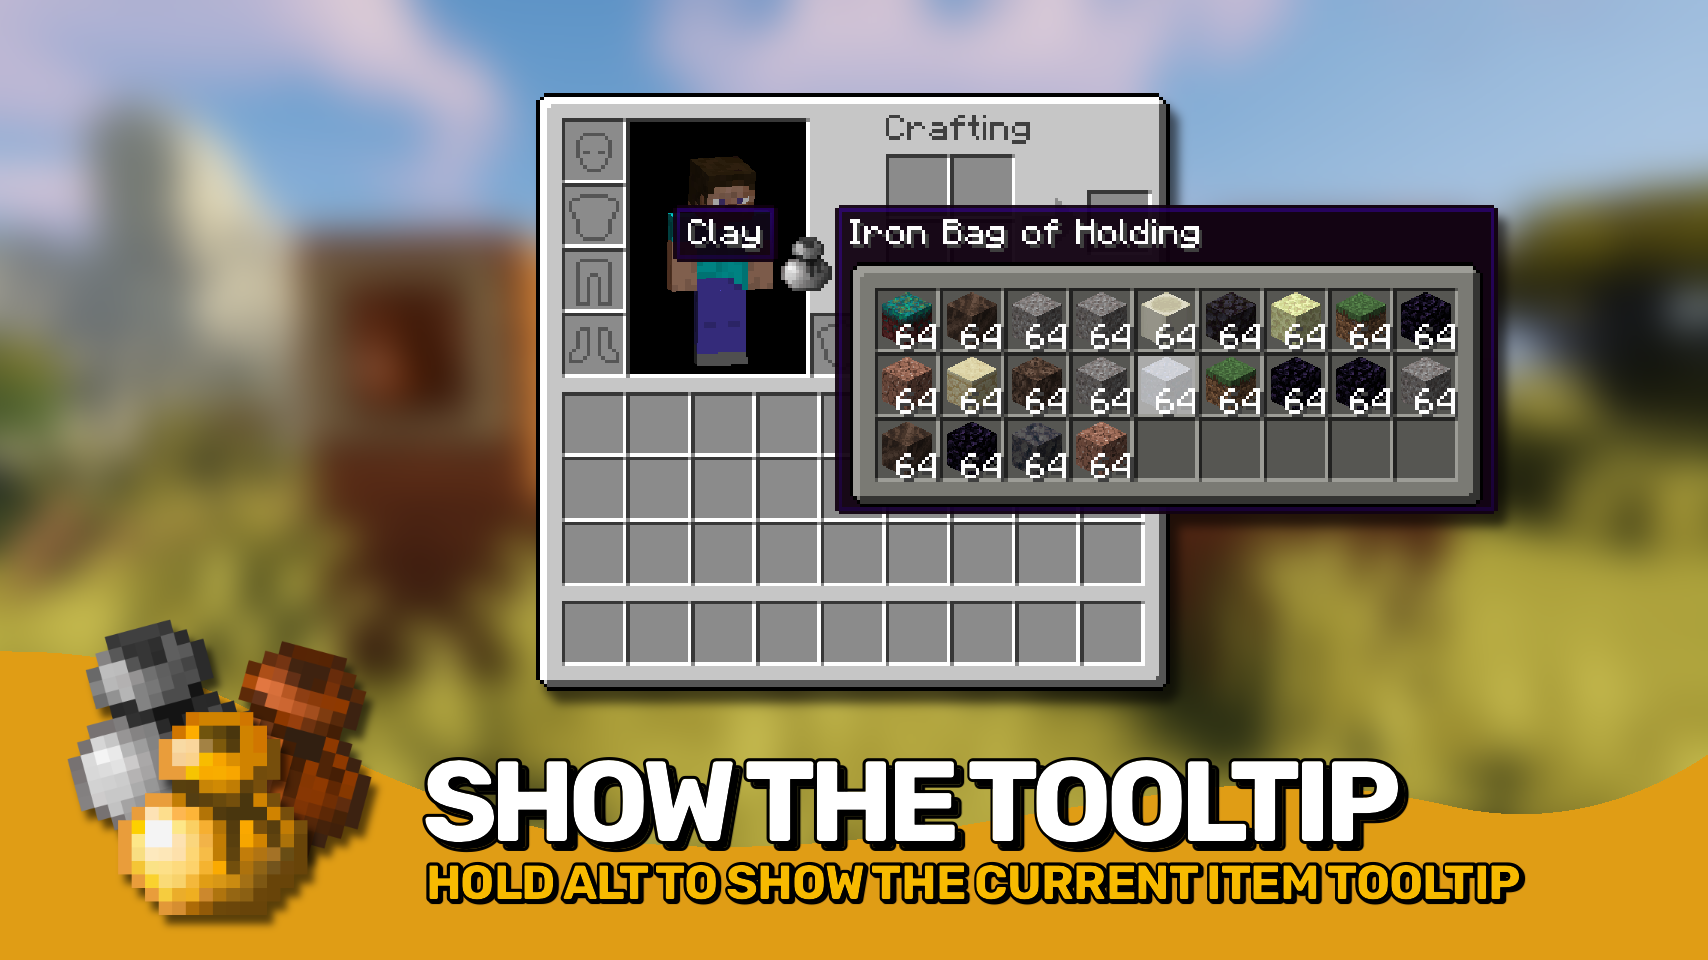 Crafting
Clay
Iron Bag of Holding
64 64 64 64 64 64 64 64 64
64 64 64 64 64 64 64 64 64
64 64 64 64
SHOW THE TOOLTIP
HOLD ALT TO SHOW THE CURRENT ITEM TOOLTIP